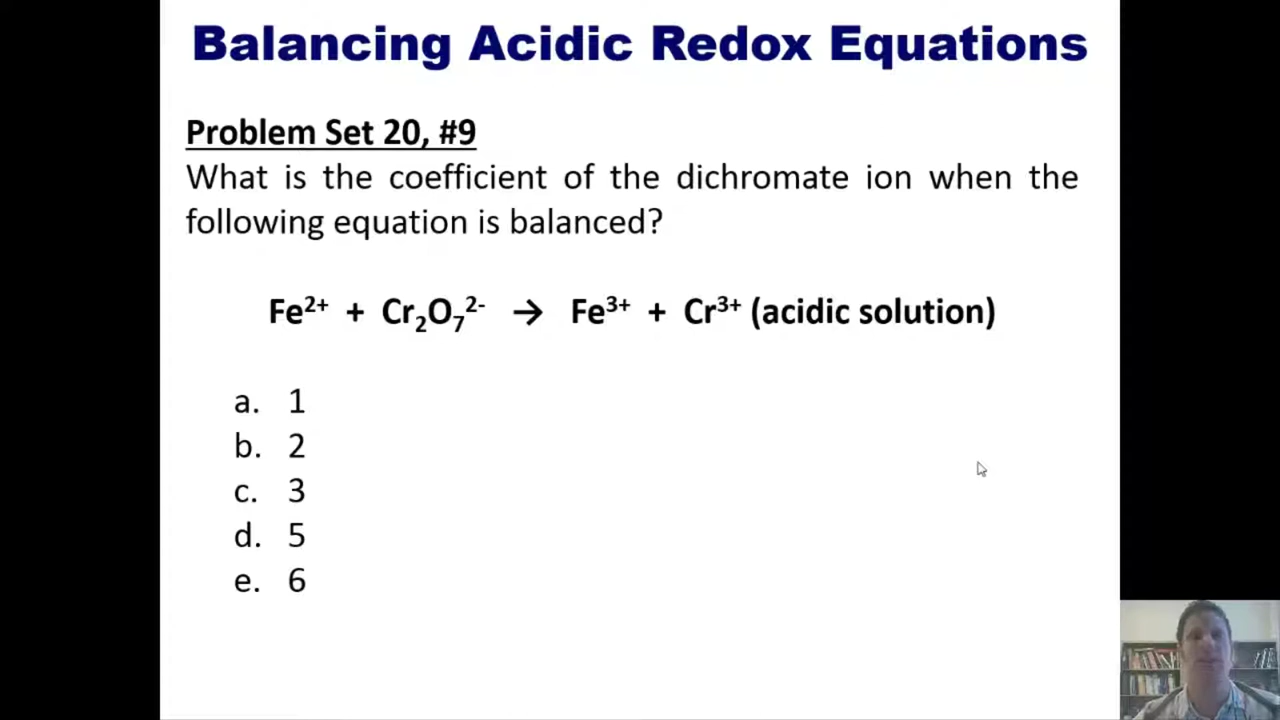 Balancing Acidic Redox Equations
Problem Set 20, #9
What is the coefficient of the dichromate ion when the
following equation is balanced?
Fe²⁺ + Cr₂O₇²⁻ → Fe³⁺ + Cr³⁺ (acidic solution)
a. 1
b. 2
c. 3
d. 5
e. 6